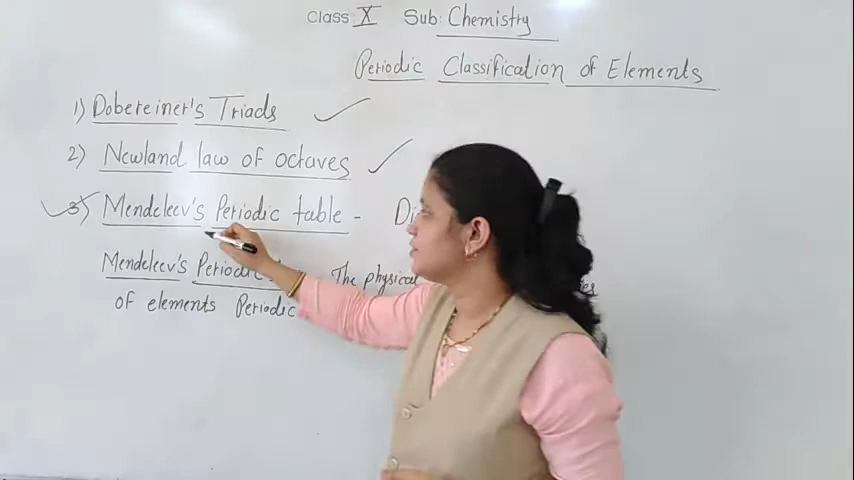 Class: X Sub: Chemistry
Periodic Classification of Elements
1) Dobereiner's Triads
2) Newland law of octaves
3) Mendeleev's Periodic table -
Mendeleev's Periodic The physical
of elements Periodic